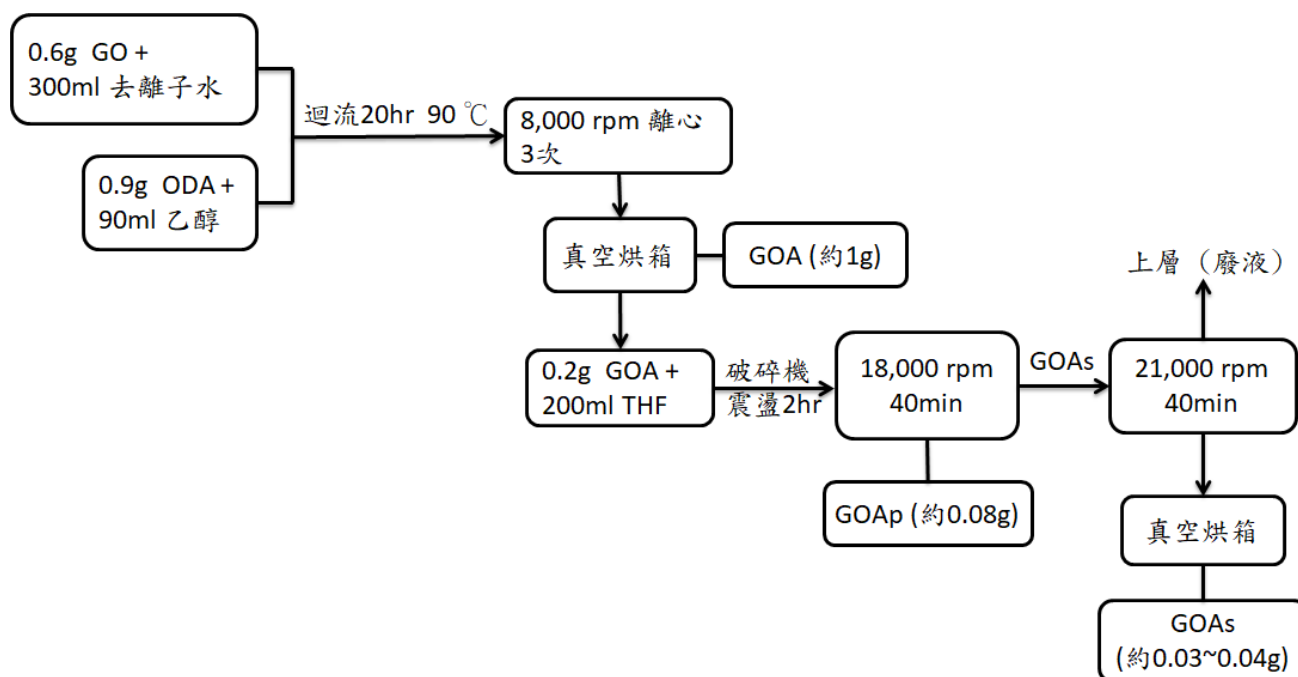 0.6g GO +
300ml 去離子水
0.9g ODA +
90ml 乙醇
迴流20hr 90 ℃
8,000 rpm 離心
3次
真空烘箱
GOA (約1g)
0.2g GOA +
200ml THF
破碎機
震盪2hr
18,000 rpm
40min
GOAp (約0.08g)
GOAs
上層（廢液）
21,000 rpm
40min
真空烘箱
GOAs
(約0.03~0.04g)